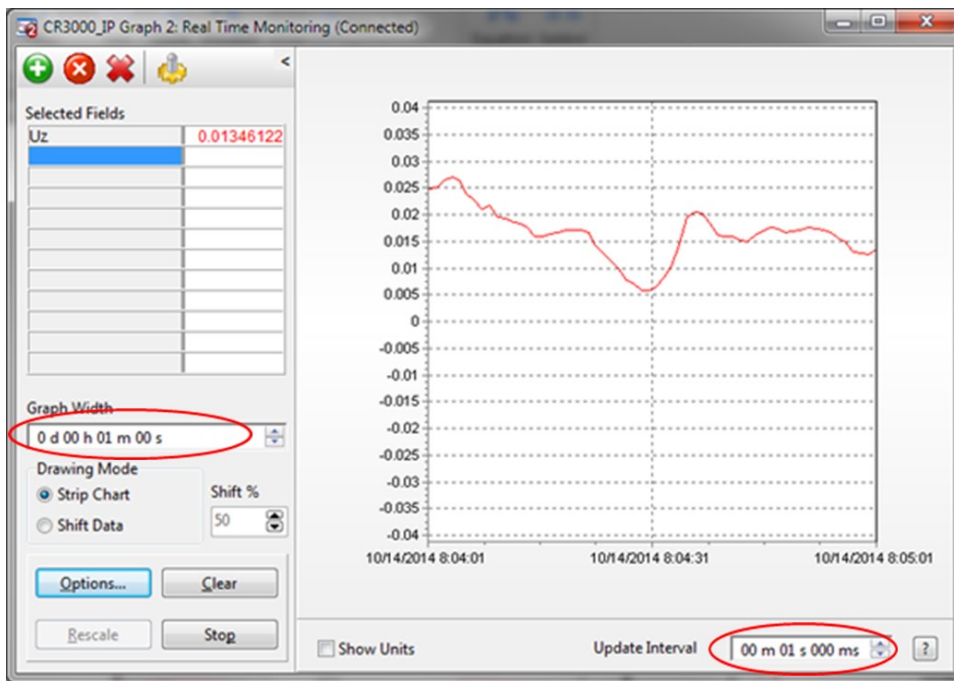 CR3000_IP Graph 2: Real Time Monitoring (Connected)
<
Selected Fields
Uz 0.01346122
Graph Width
0 d 00 h 01 m 00 s
Drawing Mode
Strip Chart
Shift Data
Shift %
50
Options...
Clear
Rescale
Stop
0.04
0.035
0.03
0.025
0.02
0.015
0.01
0.005
0
-0.005
-0.01
-0.015
-0.02
-0.025
-0.03
-0.035
-0.04
10/14/2014 8:04:01 10/14/2014 8:04:31 10/14/2014 8:05:01
Show Units
Update Interval 00 m 01 s 000 ms ?